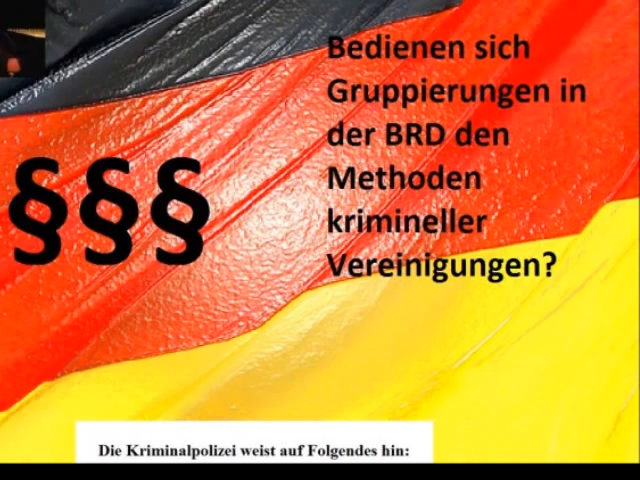 Bedienen sich
Gruppierungen in
der BRD den
Methoden
krimineller
Vereinigungen?
§§§
Die Kriminalpolizei weist auf Folgendes hin: